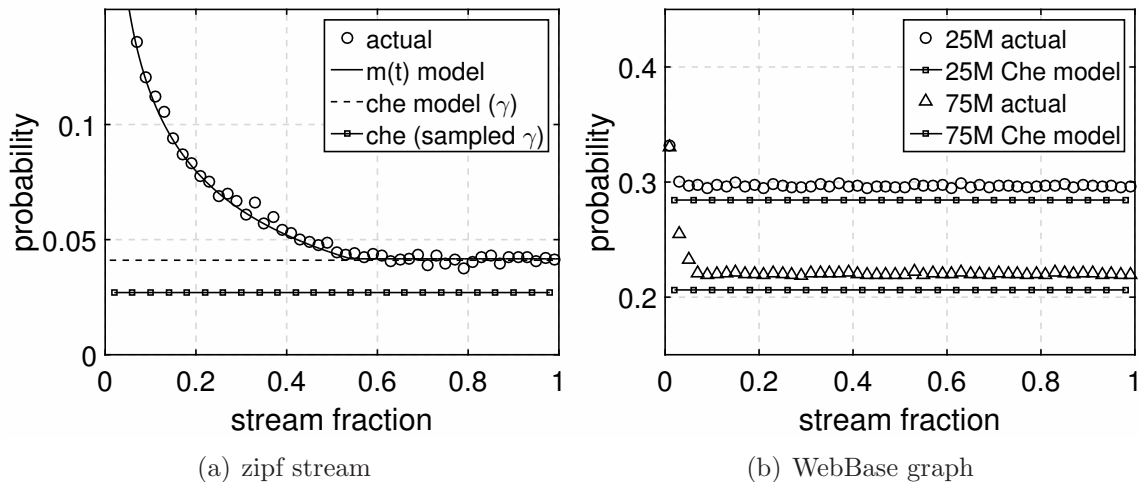 probability
0.1
0.05
0
0
0.2
0.4
0.6
0.8
1
stream fraction
actual
m(t) model
che model (γ)
che (sampled γ)
(a) zipf stream
probability
0.4
0.3
0.2
0
0.2
0.4
0.6
0.8
1
stream fraction
25M actual
25M Che model
75M actual
75M Che model
(b) WebBase graph